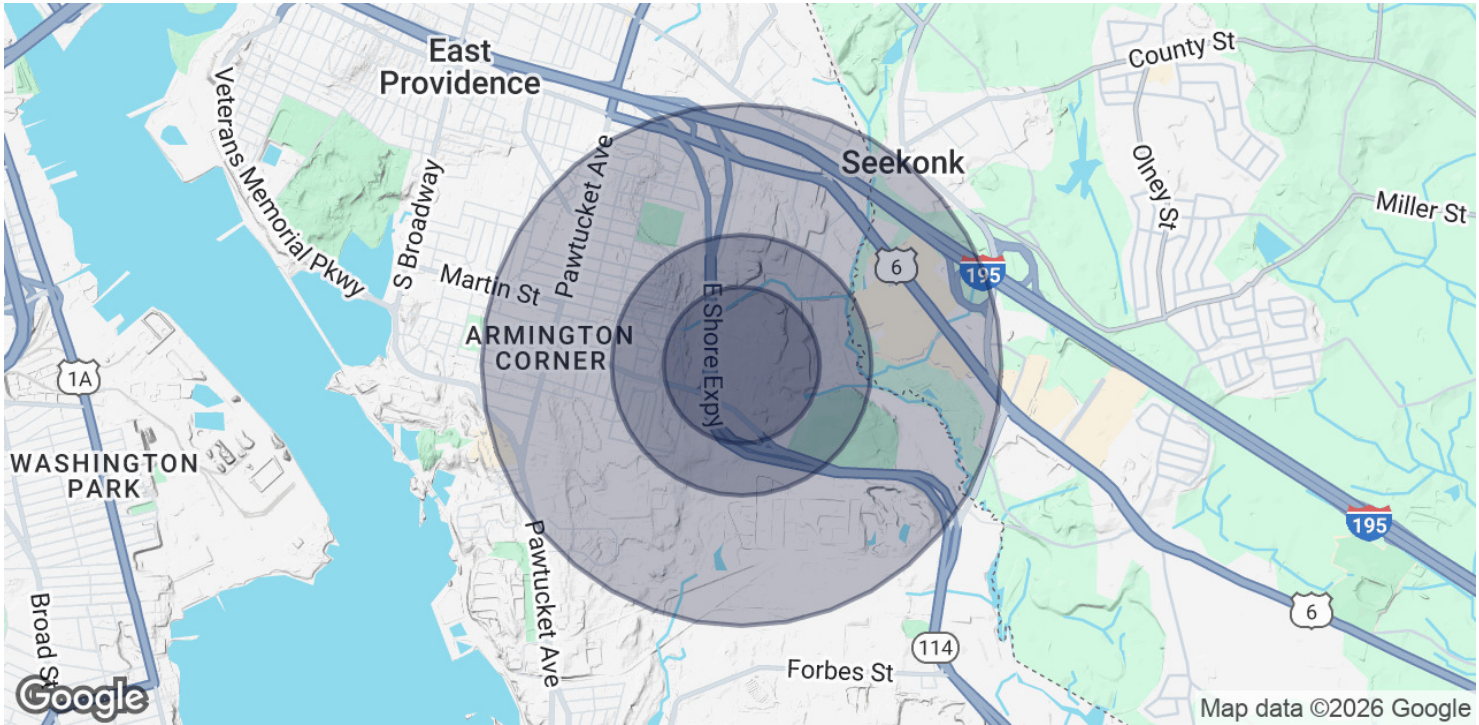 East
Providence
County St
Veterans Memorial Pkwy
Pawtucket Ave
Seekonk
Olney St
Miller St
S Broadway
Martin St
6
195
E Shore Expy
ARMINGTON
CORNER
1A
WASHINGTON
PARK
195
Pawtucket Ave
6
Broad St
114
Forbes St
Google
Map data ©2026 Google